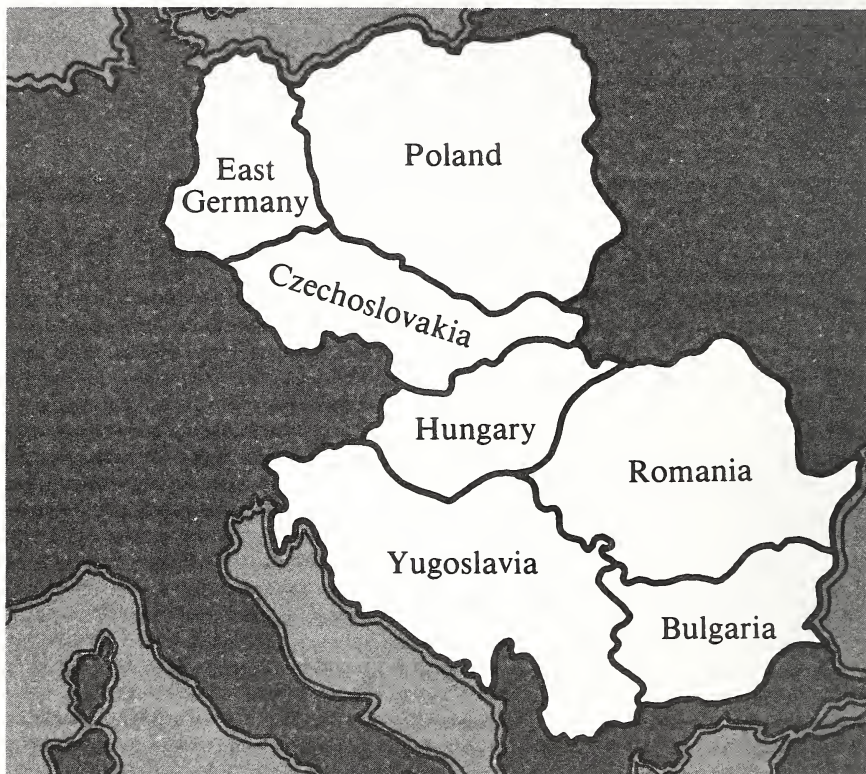 East
Germany
Poland
Czechoslovakia
Hungary
Romania
Yugoslavia
Bulgaria